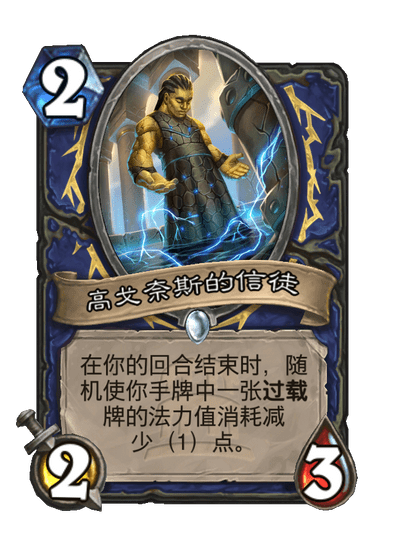 2
高戈奈斯的信徒
在你的回合结束时，随
机使你手牌中一张过载
牌的法力值消耗减
少（1）点。
2
3